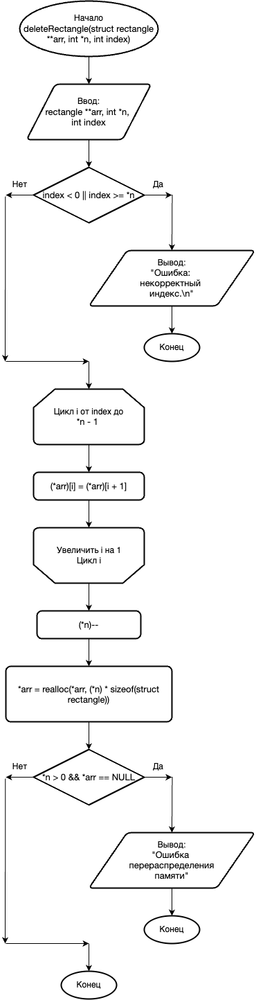 Начало
deleteRectangle(struct rectangle
**arr, int *n, int index)
Ввод:
rectangle **arr, int *n,
int index
Нет
Да
index < 0 || index >= *n
Вывод:
"Ошибка:
некорректный
индекс.\n"
Конец
Цикл i от index до
*n - 1
(*arr)[i] = (*arr)[i + 1]
Увеличить i на 1
Цикл i
(*n)--
*arr = realloc(*arr, (*n) * sizeof(struct
rectangle))
Нет
Да
*n > 0 && *arr == NULL
Вывод:
"Ошибка
перераспределения
памяти"
Конец
Конец